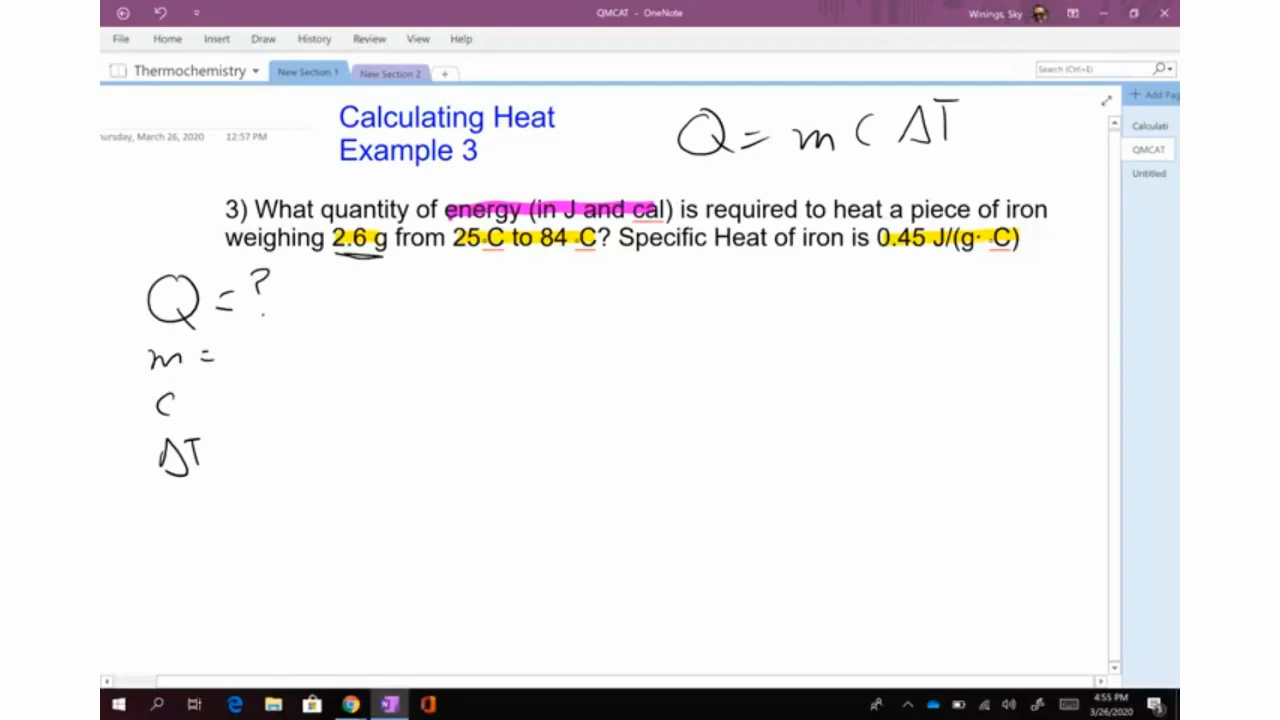 QMCAT - OneNote
Winings, Sky
File Home Insert Draw History Review View Help
Thermochemistry New Section 1 New Section 2 +
Search (Ctrl+E)
Add Pag
Calculati
QMCAT
Untitled
hursday, March 26, 2020 12:57 PM
Calculating Heat
Example 3
Q = m C ΔT
3) What quantity of energy (in J and cal) is required to heat a piece of iron
weighing 2.6 g from 25◦C to 84 ◦C? Specific Heat of iron is 0.45 J/(g· ◦C)
Q = ?
m =
C
ΔT
4:55 PM
3/26/2020
3